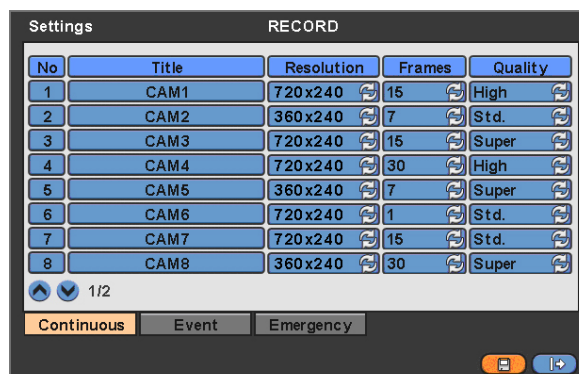 Settings RECORD
No Title Resolution Frames Quality
1 CAM1 720x240 15 High
2 CAM2 360x240 7 Std.
3 CAM3 720x240 15 Super
4 CAM4 720x240 30 High
5 CAM5 360x240 7 Super
6 CAM6 720x240 1 Std.
7 CAM7 720x240 15 Std.
8 CAM8 360x240 30 Super
1/2
Continuous Event Emergency